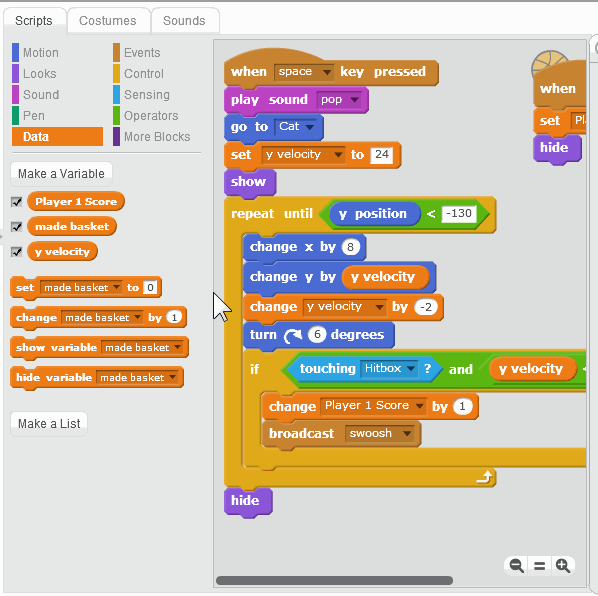 Scripts Costumes Sounds
Motion Events
Looks Control
Sound Sensing
Pen Operators
Data More Blocks
Make a Variable
Player 1 Score
made basket
y velocity
set made basket to 0
change made basket by 1
show variable made basket
hide variable made basket
Make a List
when space key pressed
play sound pop
go to Cat
set y velocity to 24
show
repeat until y position < -130
change x by 8
change y by y velocity
change y velocity by -2
turn 6 degrees
if touching Hitbox ? and y velocity <
change Player 1 Score by 1
broadcast swoosh
hide
when
set Pl
hide